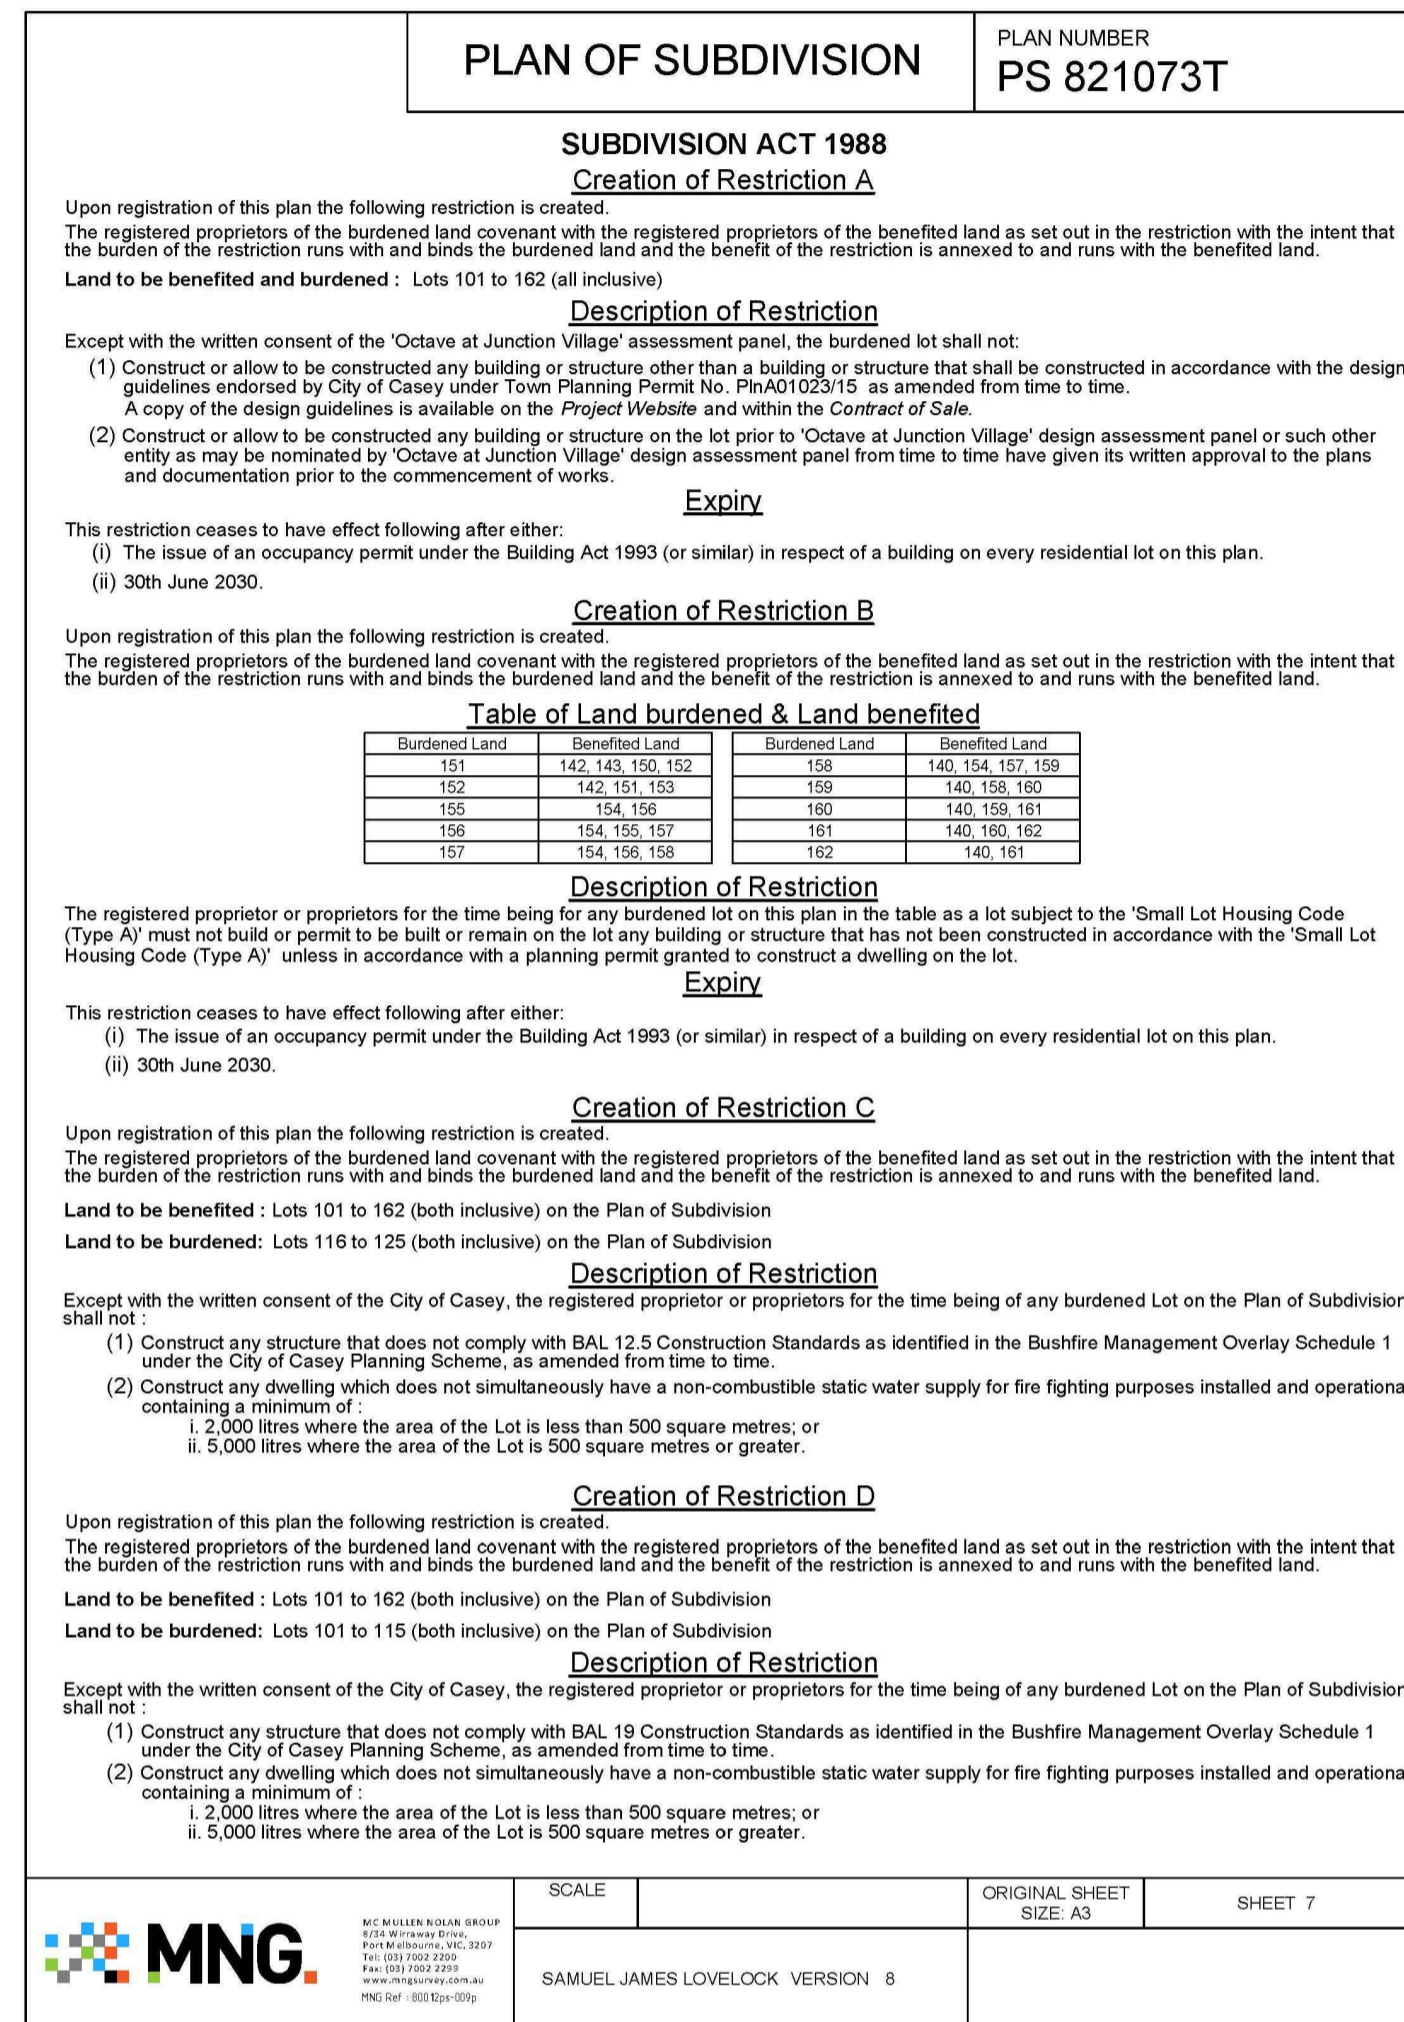 PLAN OF SUBDIVISION
PLAN NUMBER
PS 821073T
SUBDIVISION ACT 1988
Creation of Restriction A
Upon registration of this plan the following restriction is created.
The registered proprietors of the burdened land covenant with the registered proprietors of the benefited land as set out in the restriction with the intent that
the burden of the restriction runs with and binds the burdened land and the benefit of the restriction is annexed to and runs with the benefited land.
Land to be benefited and burdened : Lots 101 to 162 (all inclusive)
Description of Restriction
Except with the written consent of the 'Octave at Junction Village' assessment panel, the burdened lot shall not:
(1) Construct or allow to be constructed any building or structure other than a building or structure that shall be constructed in accordance with the design
guidelines endorsed by City of Casey under Town Planning Permit No. PlnA01023/15 as amended from time to time.
A copy of the design guidelines is available on the Project Website and within the Contract of Sale.
(2) Construct or allow to be constructed any building or structure on the lot prior to 'Octave at Junction Village' design assessment panel or such other
entity as may be nominated by 'Octave at Junction Village' design assessment panel from time to time have given its written approval to the plans
and documentation prior to the commencement of works.
Expiry
This restriction ceases to have effect following after either:
(i) The issue of an occupancy permit under the Building Act 1993 (or similar) in respect of a building on every residential lot on this plan.
(ii) 30th June 2030.
Creation of Restriction B
Upon registration of this plan the following restriction is created.
The registered proprietors of the burdened land covenant with the registered proprietors of the benefited land as set out in the restriction with the intent that
the burden of the restriction runs with and binds the burdened land and the benefit of the restriction is annexed to and runs with the benefited land.
Table of Land burdened & Land benefited
Burdened Land Benefited Land Burdened Land Benefited Land
151 142, 143, 150, 152 158 140, 154, 157, 159
152 142, 151, 153 159 140, 158, 160
155 154, 156 160 140, 159, 161
156 154, 155, 157 161 140, 160, 162
157 154, 156, 158 162 140, 161
Description of Restriction
The registered proprietor or proprietors for the time being for any burdened lot on this plan in the table as a lot subject to the 'Small Lot Housing Code
(Type A)' must not build or permit to be built or remain on the lot any building or structure that has not been constructed in accordance with the 'Small Lot
Housing Code (Type A)' unless in accordance with a planning permit granted to construct a dwelling on the lot.
Expiry
This restriction ceases to have effect following after either:
(i) The issue of an occupancy permit under the Building Act 1993 (or similar) in respect of a building on every residential lot on this plan.
(ii) 30th June 2030.
Creation of Restriction C
Upon registration of this plan the following restriction is created.
The registered proprietors of the burdened land covenant with the registered proprietors of the benefited land as set out in the restriction with the intent that
the burden of the restriction runs with and binds the burdened land and the benefit of the restriction is annexed to and runs with the benefited land.
Land to be benefited : Lots 101 to 162 (both inclusive) on the Plan of Subdivision
Land to be burdened: Lots 116 to 125 (both inclusive) on the Plan of Subdivision
Description of Restriction
Except with the written consent of the City of Casey, the registered proprietor or proprietors for the time being of any burdened Lot on the Plan of Subdivision
shall not :
(1) Construct any structure that does not comply with BAL 12.5 Construction Standards as identified in the Bushfire Management Overlay Schedule 1
under the City of Casey Planning Scheme, as amended from time to time.
(2) Construct any dwelling which does not simultaneously have a non-combustible static water supply for fire fighting purposes installed and operationa
containing a minimum of :
i. 2,000 litres where the area of the Lot is less than 500 square metres; or
ii. 5,000 litres where the area of the Lot is 500 square metres or greater.
Creation of Restriction D
Upon registration of this plan the following restriction is created.
The registered proprietors of the burdened land covenant with the registered proprietors of the benefited land as set out in the restriction with the intent that
the burden of the restriction runs with and binds the burdened land and the benefit of the restriction is annexed to and runs with the benefited land.
Land to be benefited : Lots 101 to 162 (both inclusive) on the Plan of Subdivision
Land to be burdened: Lots 101 to 115 (both inclusive) on the Plan of Subdivision
Description of Restriction
Except with the written consent of the City of Casey, the registered proprietor or proprietors for the time being of any burdened Lot on the Plan of Subdivision
shall not :
(1) Construct any structure that does not comply with BAL 19 Construction Standards as identified in the Bushfire Management Overlay Schedule 1
under the City of Casey Planning Scheme, as amended from time to time.
(2) Construct any dwelling which does not simultaneously have a non-combustible static water supply for fire fighting purposes installed and operationa
containing a minimum of :
i. 2,000 litres where the area of the Lot is less than 500 square metres; or
ii. 5,000 litres where the area of the Lot is 500 square metres or greater.
MNG.
MC MULLEN NOLAN GROUP
8/34 Wirraway Drive,
Port Melbourne, VIC, 3207
Tel: (03) 7002 2200
Fax: (03) 7002 2299
www.mngsurvey.com.au
MNG Ref : 80012ps-009p
SCALE
ORIGINAL SHEET
SIZE: A3
SHEET 7
SAMUEL JAMES LOVELOCK VERSION 8